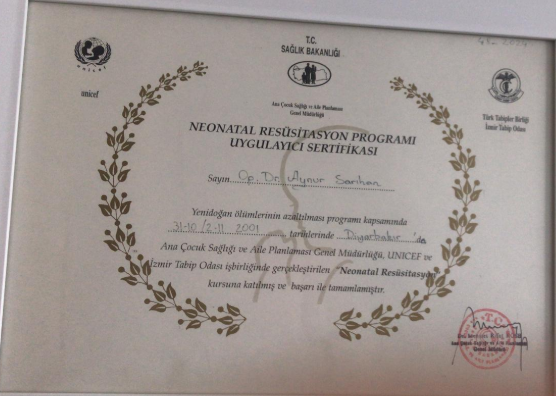 T.C.
SAĞLIK BAKANLIĞI
unicef
unicef
Ana Çocuk Sağlığı ve Aile Planlaması
Genel Müdürlüğü
Türk Tabipler Birliği
İzmir Tabip Odası
NEONATAL RESÜSİTASYON PROGRAMI
UYGULAYICI SERTİFİKASI
Sayın Op. Dr. Aynur Sarıhan
Yenidoğan ölümlerinin azaltılması programı kapsamında
31-10 / 2-11 2001 tarihlerinde Diyarbakır 'da
Ana Çocuk Sağlığı ve Aile Planlaması Genel Müdürlüğü, UNICEF ve
İzmir Tabip Odası işbirliğinde gerçekleştirilen "Neonatal Resüsitasyon
kursuna katılmış ve başarı ile tamamlamıştır.